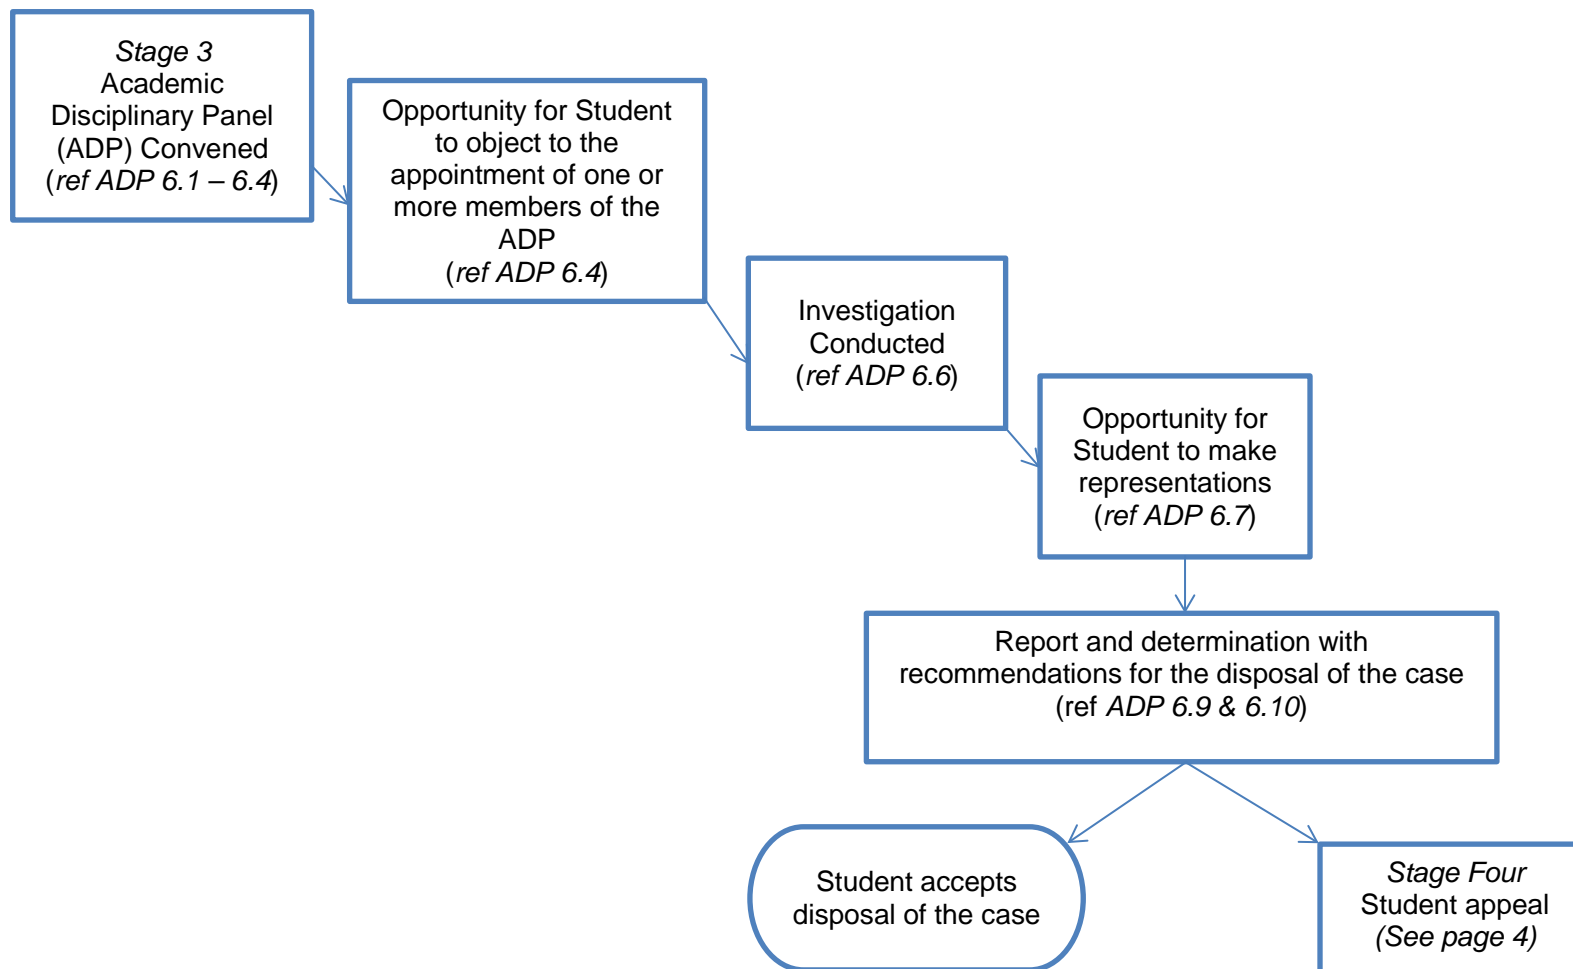 Stage 3
Academic
Disciplinary Panel
(ADP) Convened
(ref ADP 6.1 – 6.4)
Opportunity for Student
to object to the
appointment of one or
more members of the
ADP
(ref ADP 6.4)
Investigation
Conducted
(ref ADP 6.6)
Opportunity for
Student to make
representations
(ref ADP 6.7)
Report and determination with
recommendations for the disposal of the case
(ref ADP 6.9 & 6.10)
Student accepts
disposal of the case
Stage Four
Student appeal
(See page 4)